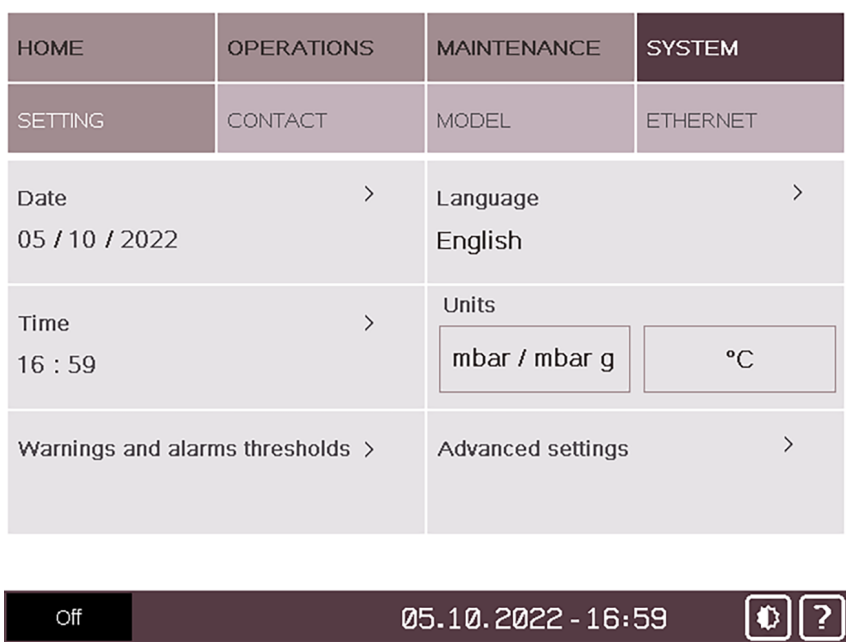 HOME OPERATIONS MAINTENANCE SYSTEM
SETTING CONTACT MODEL ETHERNET
Date >
05 / 10 / 2022
Language >
English
Time >
16 : 59
Units
mbar / mbar g °C
Warnings and alarms thresholds >
Advanced settings >
Off 05.10.2022 - 16:59 ?